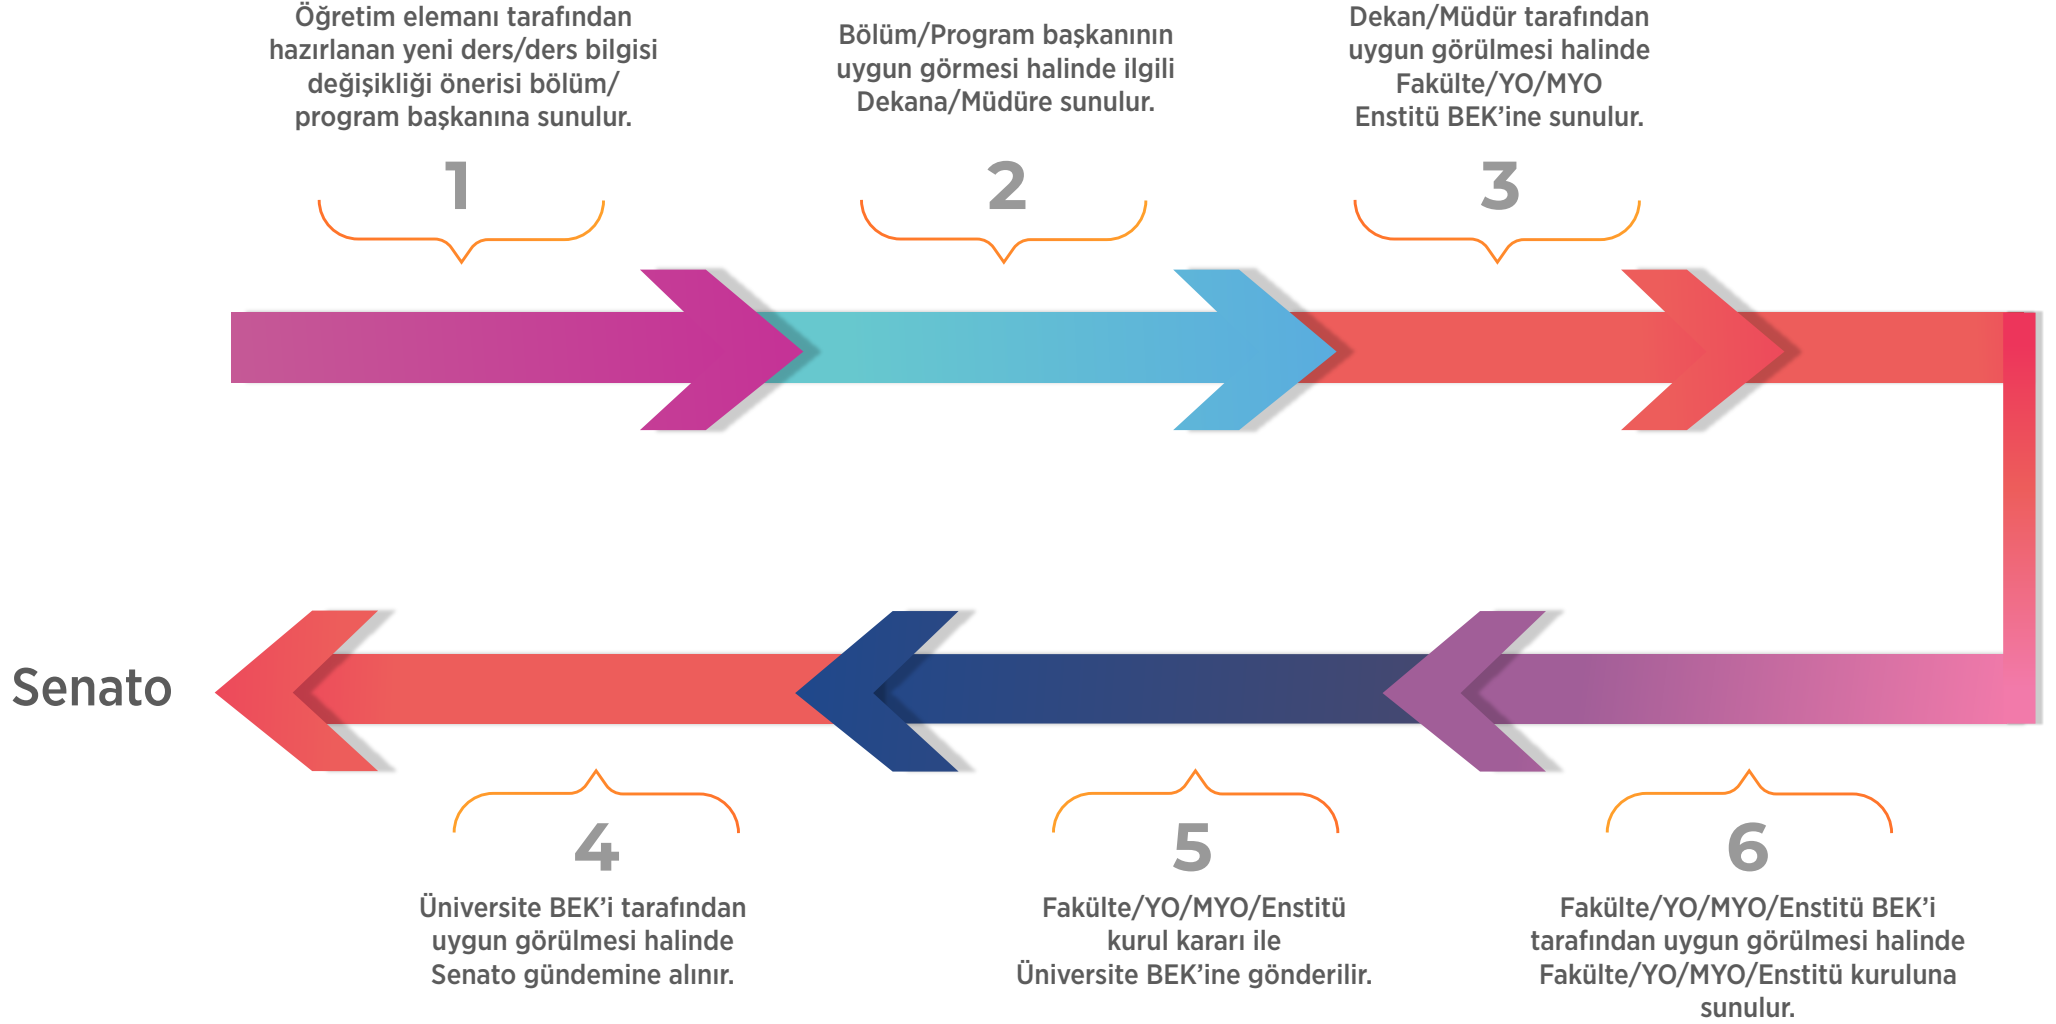 Öğretim elemanı tarafından
hazırlanan yeni ders/ders bilgisi
değişikliği önerisi bölüm/
program başkanına sunulur.
1
Bölüm/Program başkanının
uygun görmesi halinde ilgili
Dekana/Müdüre sunulur.
2
Dekan/Müdür tarafından
uygun görülmesi halinde
Fakülte/YO/MYO
Enstitü BEK’ine sunulur.
3
Senato
4
Üniversite BEK’i tarafından
uygun görülmesi halinde
Senato gündemine alınır.
5
Fakülte/YO/MYO/Enstitü
kurul kararı ile
Üniversite BEK’ine gönderilir.
6
Fakülte/YO/MYO/Enstitü BEK’i
tarafından uygun görülmesi halinde
Fakülte/YO/MYO/Enstitü kuruluna
sunulur.